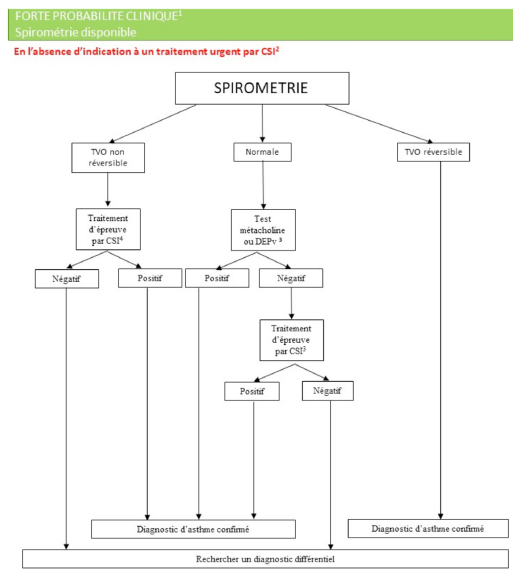 FORTE PROBABILITE CLINIQUE¹
Spirométrie disponible
En l'absence d'indication à un traitement urgent par CSI²
SPIROMETRIE
TVO non
réversible
Normale
TVO réversible
Traitement
d'épreuve
par CSI⁴
Test
métacholine
ou DEPv ³
Négatif
Positif
Positif
Négatif
Traitement
d'épreuve
par CSI³
Positif
Négatif
Diagnostic d'asthme confirmé
Diagnostic d'asthme confirmé
Rechercher un diagnostic différentiel